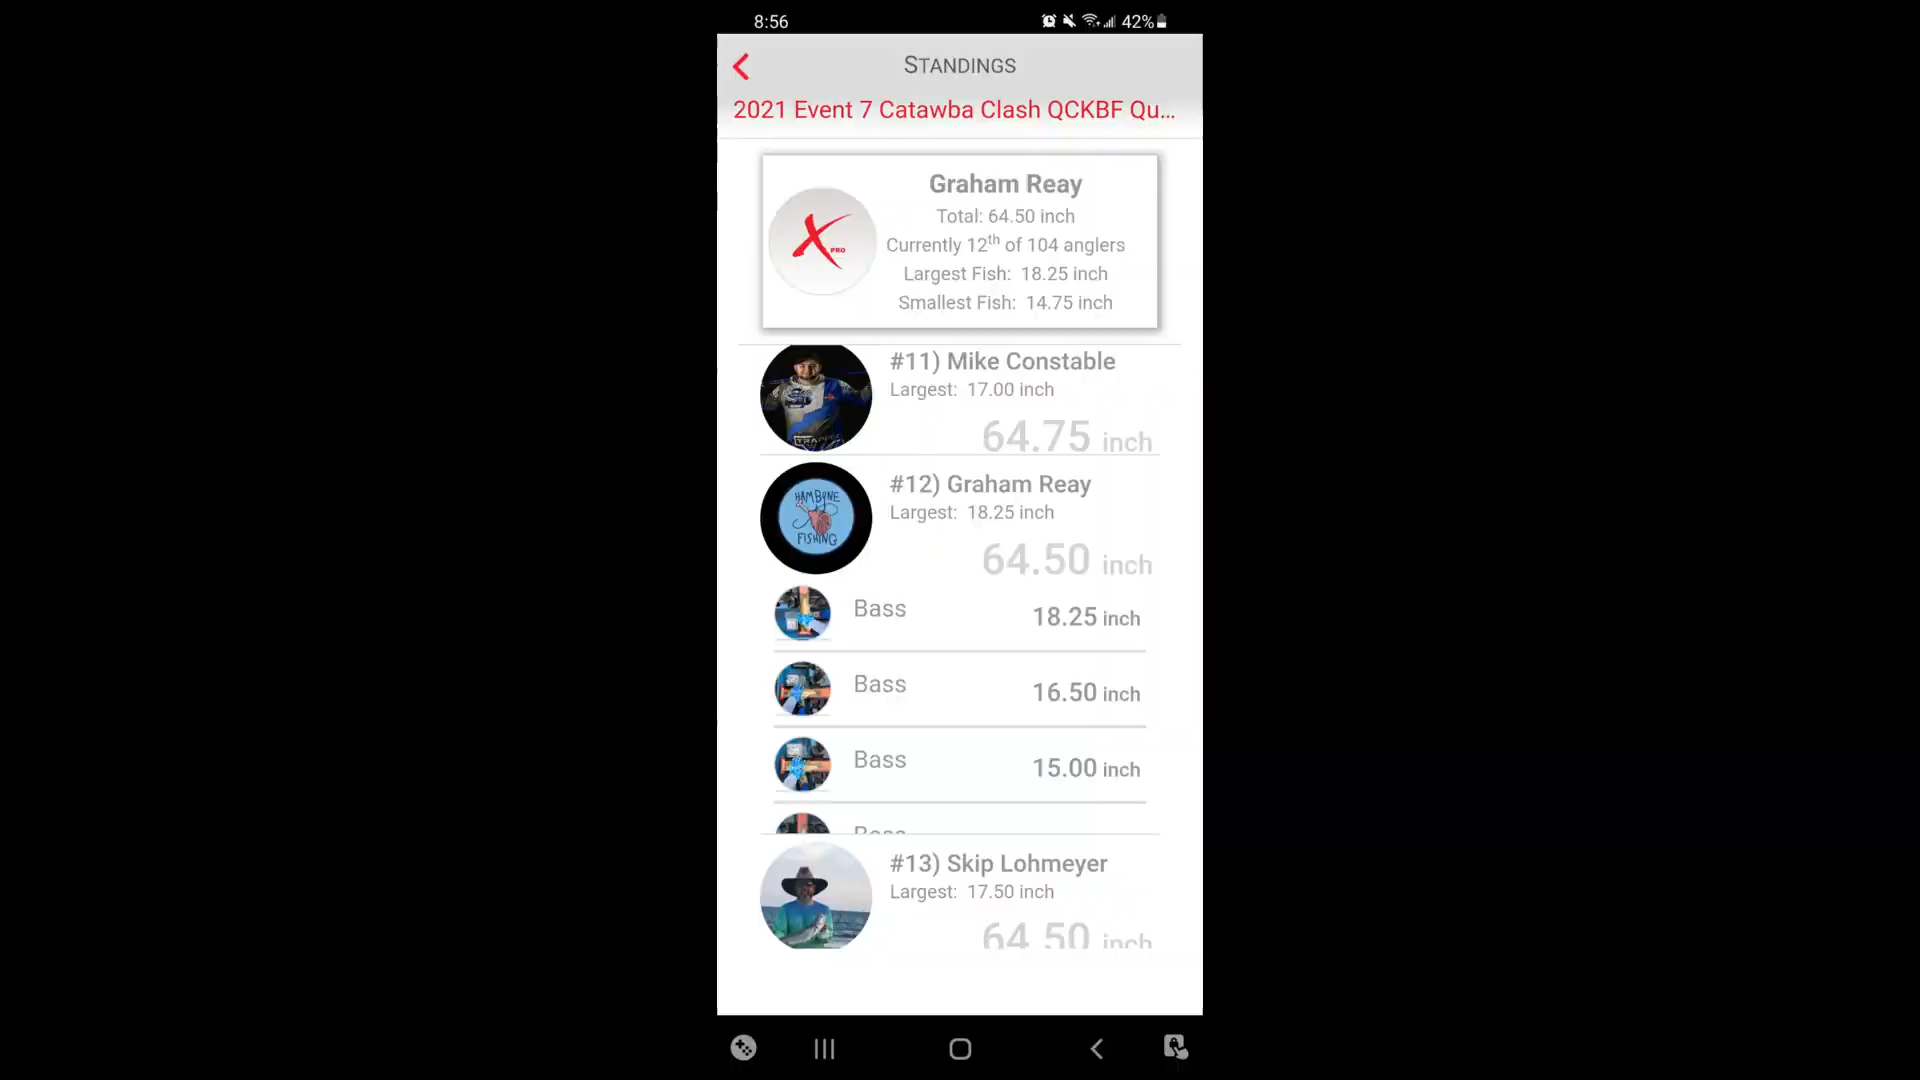 8:56
42%
STANDINGS
2021 Event 7 Catawba Clash QCKBF Qu...
Graham Reay
Total: 64.50 inch
Currently 12th of 104 anglers
Largest Fish: 18.25 inch
Smallest Fish: 14.75 inch
X PRO
#11) Mike Constable
Largest: 17.00 inch
64.75 inch
#12) Graham Reay
Largest: 18.25 inch
64.50 inch
HAMBONE
FISHING
Bass 18.25 inch
Bass 16.50 inch
Bass 15.00 inch
Bass
#13) Skip Lohmeyer
Largest: 17.50 inch
64.50 inch